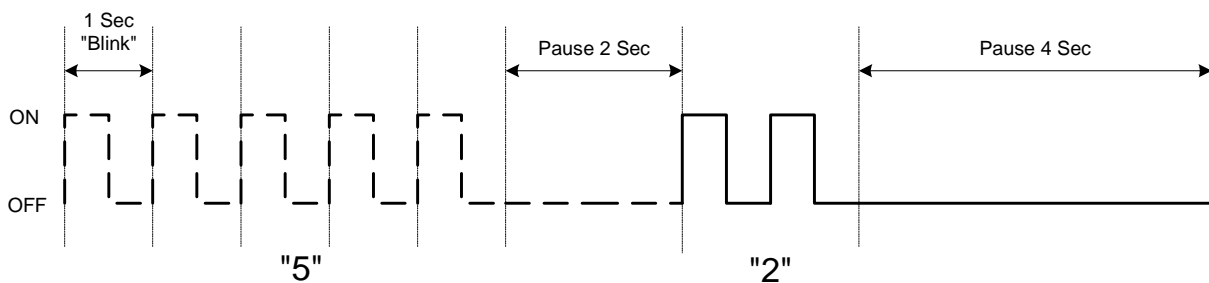 1 Sec
"Blink"
Pause 2 Sec
Pause 4 Sec
ON
OFF
"5"
"2"